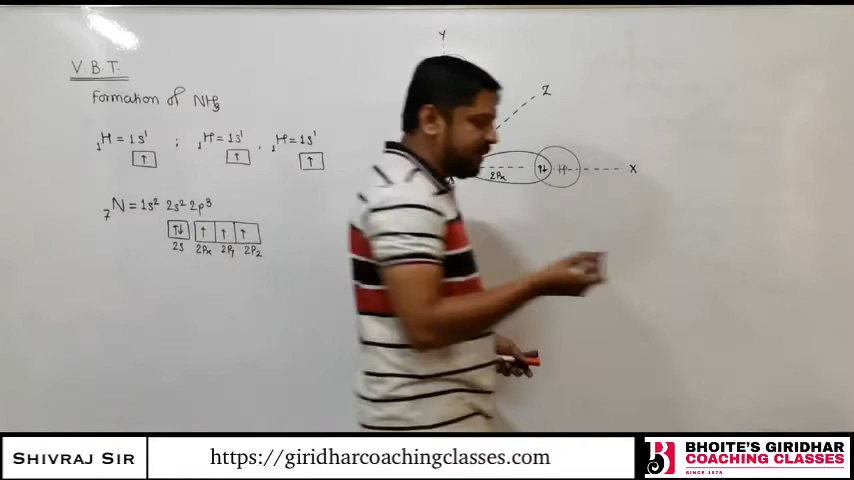 V.B.T.
Formation of NH₃
₁H = 1s¹ ; ₁H = 1s¹ , ₁H = 1s¹
↑ ↑ ↑
₇N = 1s² 2s² 2p³
↑↓ ↑ ↑ ↑
2s 2Px 2Py 2Pz
Y
Z
↑↓ H X
2Px
SHIVRAJ SIR
https://giridharcoachingclasses.com
BHOITE'S GIRIDHAR
COACHING CLASSES
SINCE 1978